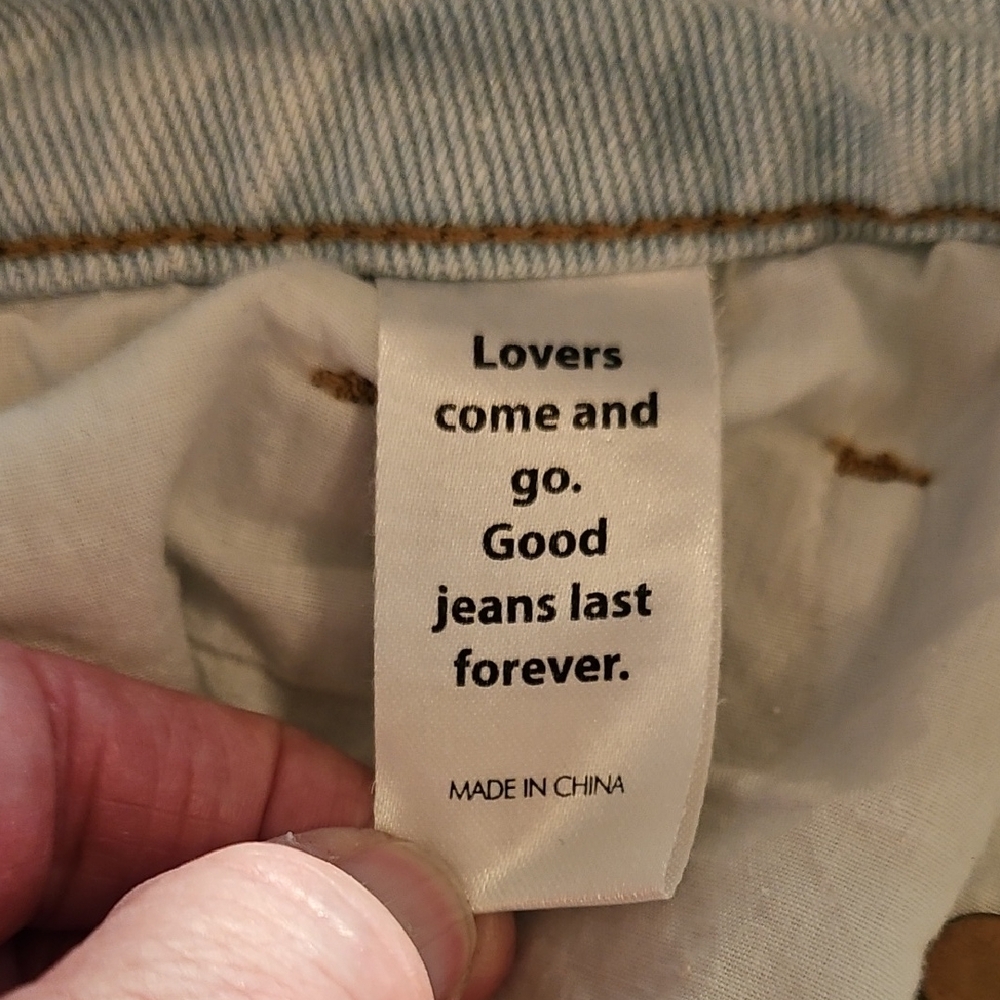 Lovers
come and
go.
Good
jeans last
forever.
MADE IN CHINA